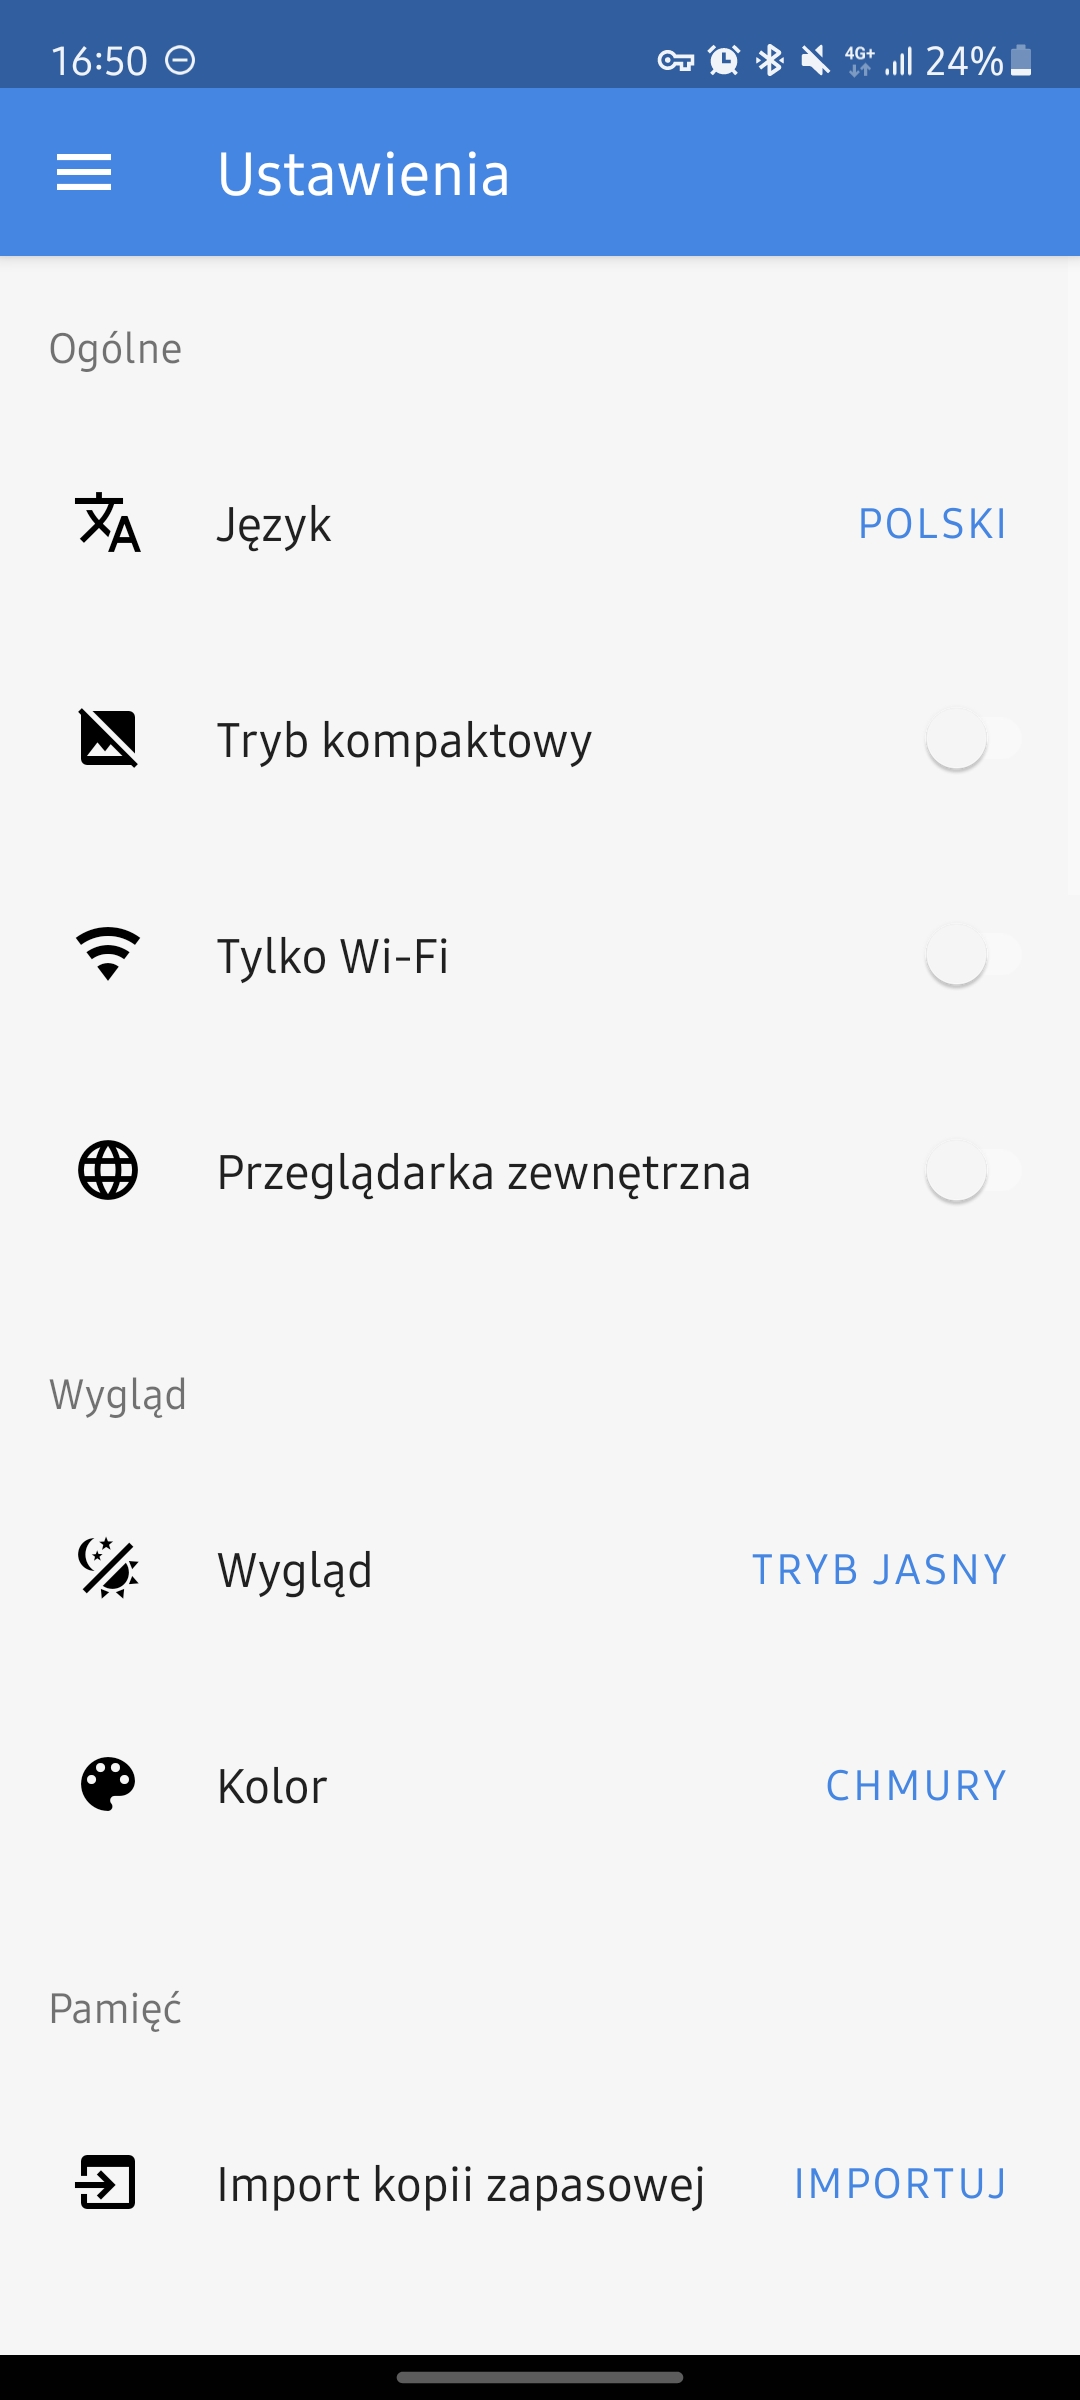 16:50
4G+ 24%
Ustawienia
Ogólne
Język POLSKI
Tryb kompaktowy
Tylko Wi-Fi
Przeglądarka zewnętrzna
Wygląd
Wygląd TRYB JASNY
Kolor CHMURY
Pamięć
Import kopii zapasowej IMPORTUJ